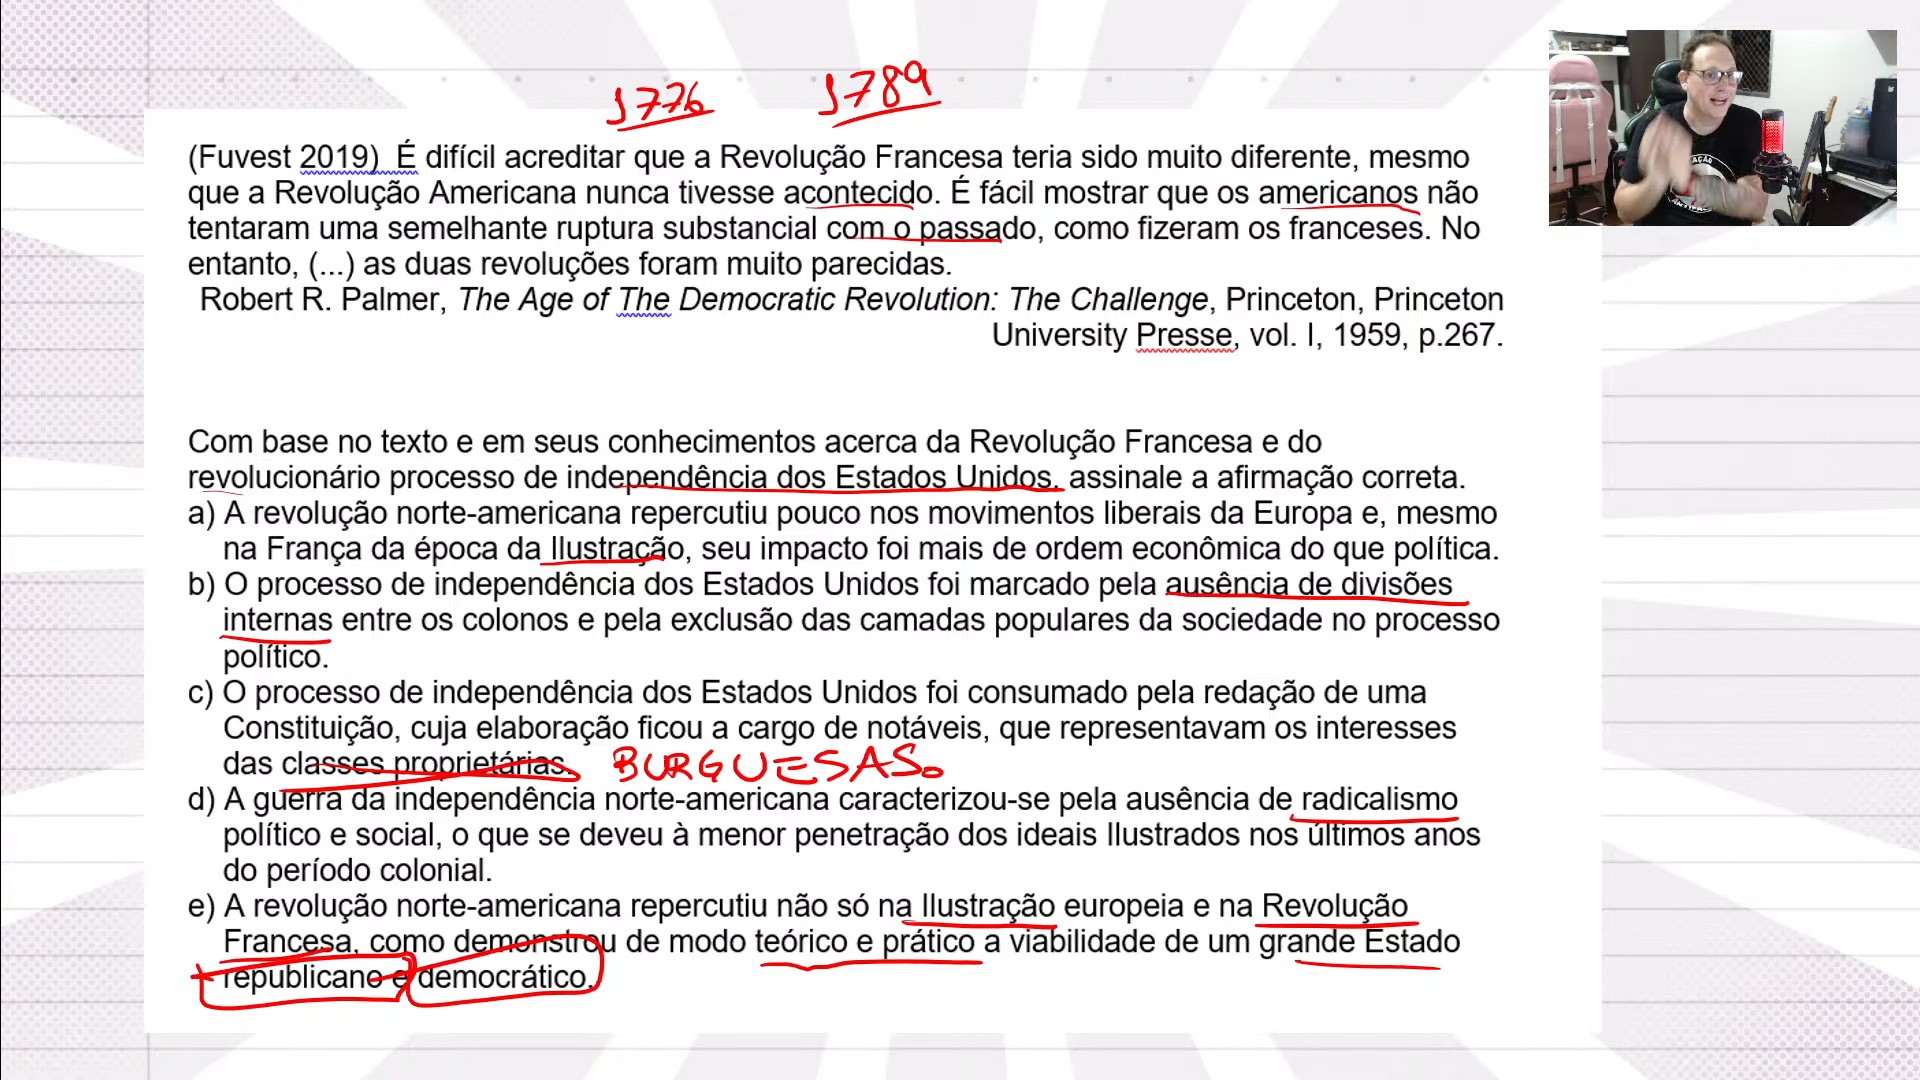 1776 1789
(Fuvest 2019) É difícil acreditar que a Revolução Francesa teria sido muito diferente, mesmo
que a Revolução Americana nunca tivesse acontecido. É fácil mostrar que os americanos não
tentaram uma semelhante ruptura substancial com o passado, como fizeram os franceses. No
entanto, (...) as duas revoluções foram muito parecidas.
Robert R. Palmer, The Age of The Democratic Revolution: The Challenge, Princeton, Princeton
University Presse, vol. I, 1959, p.267.
Com base no texto e em seus conhecimentos acerca da Revolução Francesa e do
revolucionário processo de independência dos Estados Unidos, assinale a afirmação correta.
a) A revolução norte-americana repercutiu pouco nos movimentos liberais da Europa e, mesmo
na França da época da Ilustração, seu impacto foi mais de ordem econômica do que política.
b) O processo de independência dos Estados Unidos foi marcado pela ausência de divisões
internas entre os colonos e pela exclusão das camadas populares da sociedade no processo
político.
c) O processo de independência dos Estados Unidos foi consumado pela redação de uma
Constituição, cuja elaboração ficou a cargo de notáveis, que representavam os interesses
das classes proprietárias. BURGUESAS.
d) A guerra da independência norte-americana caracterizou-se pela ausência de radicalismo
político e social, o que se deveu à menor penetração dos ideais Ilustrados nos últimos anos
do período colonial.
e) A revolução norte-americana repercutiu não só na Ilustração europeia e na Revolução
Francesa, como demonstrou de modo teórico e prático a viabilidade de um grande Estado
republicano e democrático.